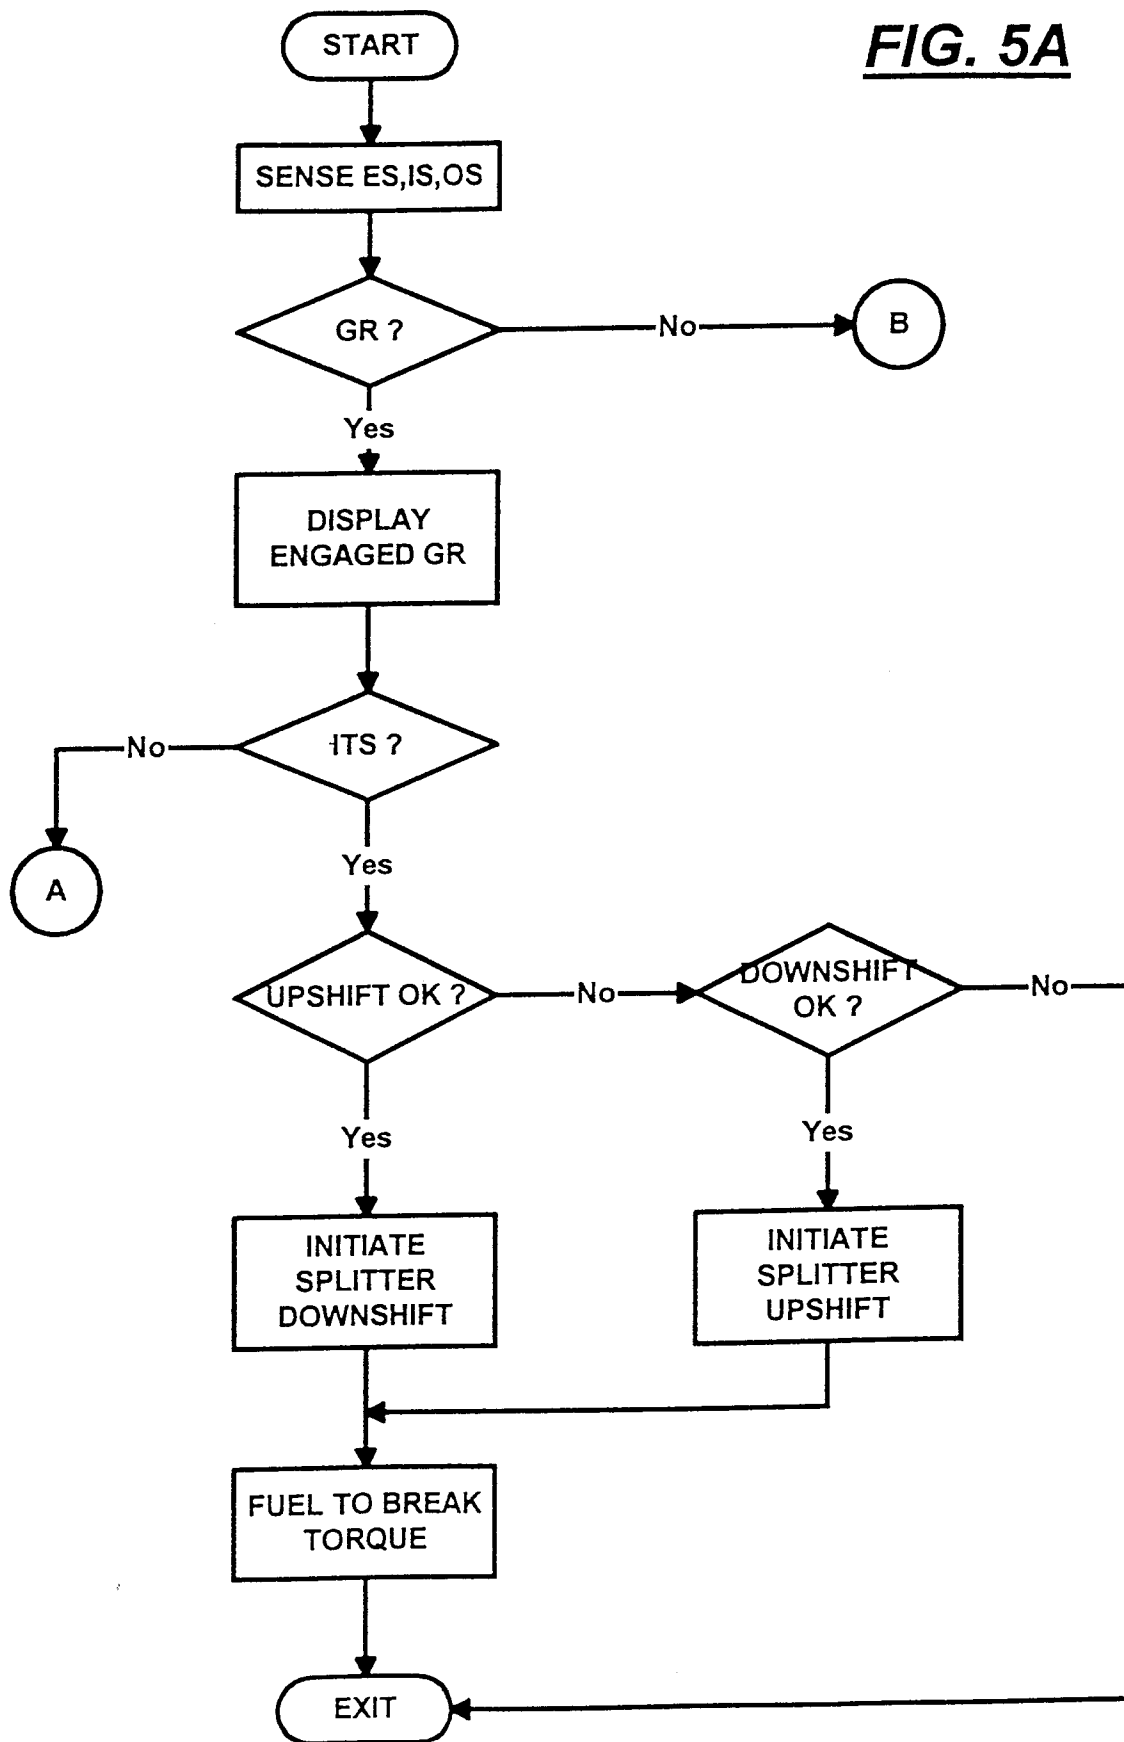 FIG. 5A
START
SENSE ES,IS,OS
GR ?
No
B
Yes
DISPLAY
ENGAGED GR
ITS ?
No
A
Yes
UPSHIFT OK ?
No
DOWNSHIFT
OK ?
No
Yes
Yes
INITIATE
SPLITTER
DOWNSHIFT
INITIATE
SPLITTER
UPSHIFT
FUEL TO BREAK
TORQUE
EXIT